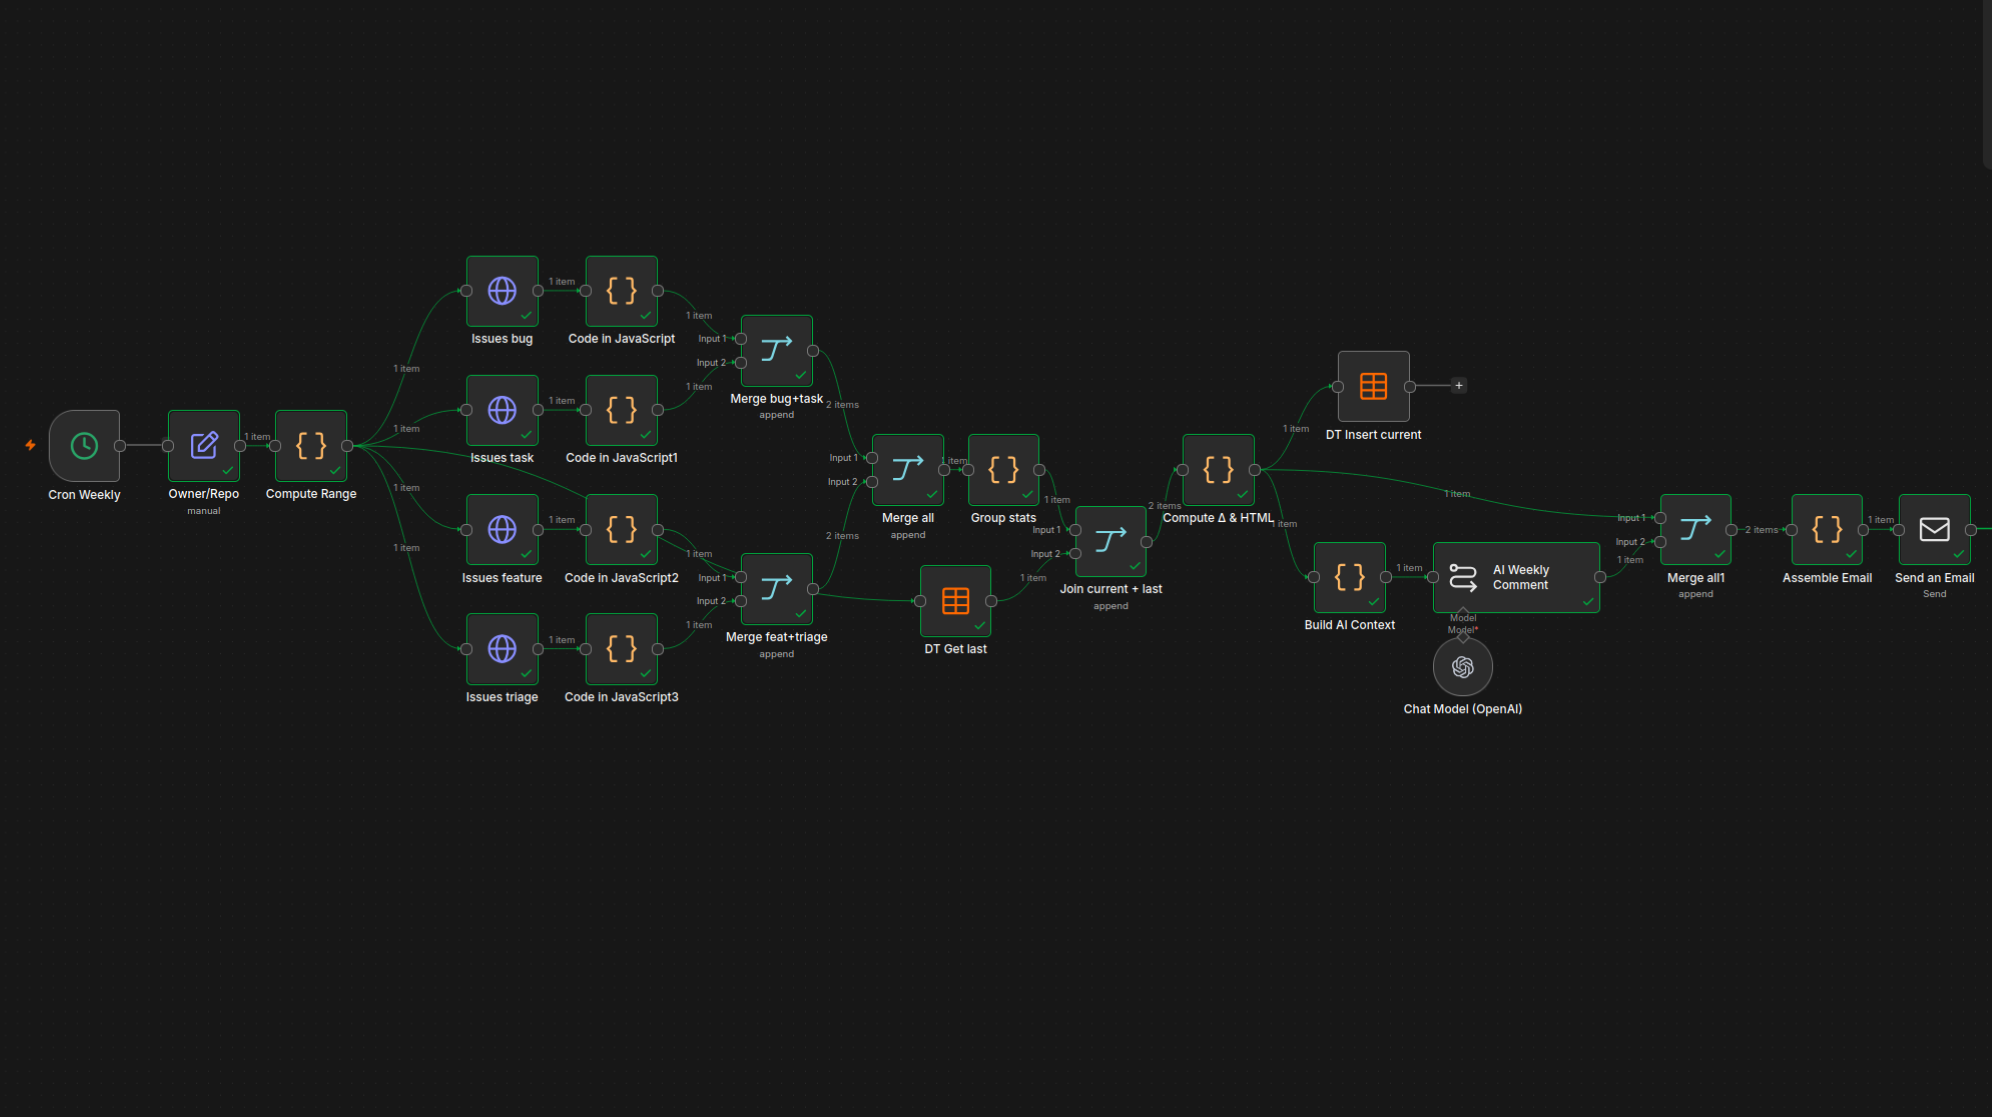 Cron Weekly
Owner/Repo
manual
1 item
Compute Range
1 item
1 item
1 item
1 item
Issues bug
1 item
Code in JavaScript
1 item
Issues task
1 item
Code in JavaScript1
1 item
Issues feature
1 item
Code in JavaScript2
1 item
Issues triage
1 item
Code in JavaScript3
1 item
Input 1
Input 2
Merge bug+task
append
2 items
Input 1
Input 2
Merge feat+triage
append
2 items
Input 1
Input 2
Merge all
append
1 item
Group stats
1 item
DT Get last
1 item
Input 1
Input 2
Join current + last
append
2 items
Compute Δ & HTML
1 item
1 item
1 item
DT Insert current
+
Build AI Context
1 item
AI Weekly
Comment
Model
Model*
Chat Model (OpenAI)
1 item
Input 1
Input 2
Merge all1
append
2 items
Assemble Email
1 item
Send an Email
Send